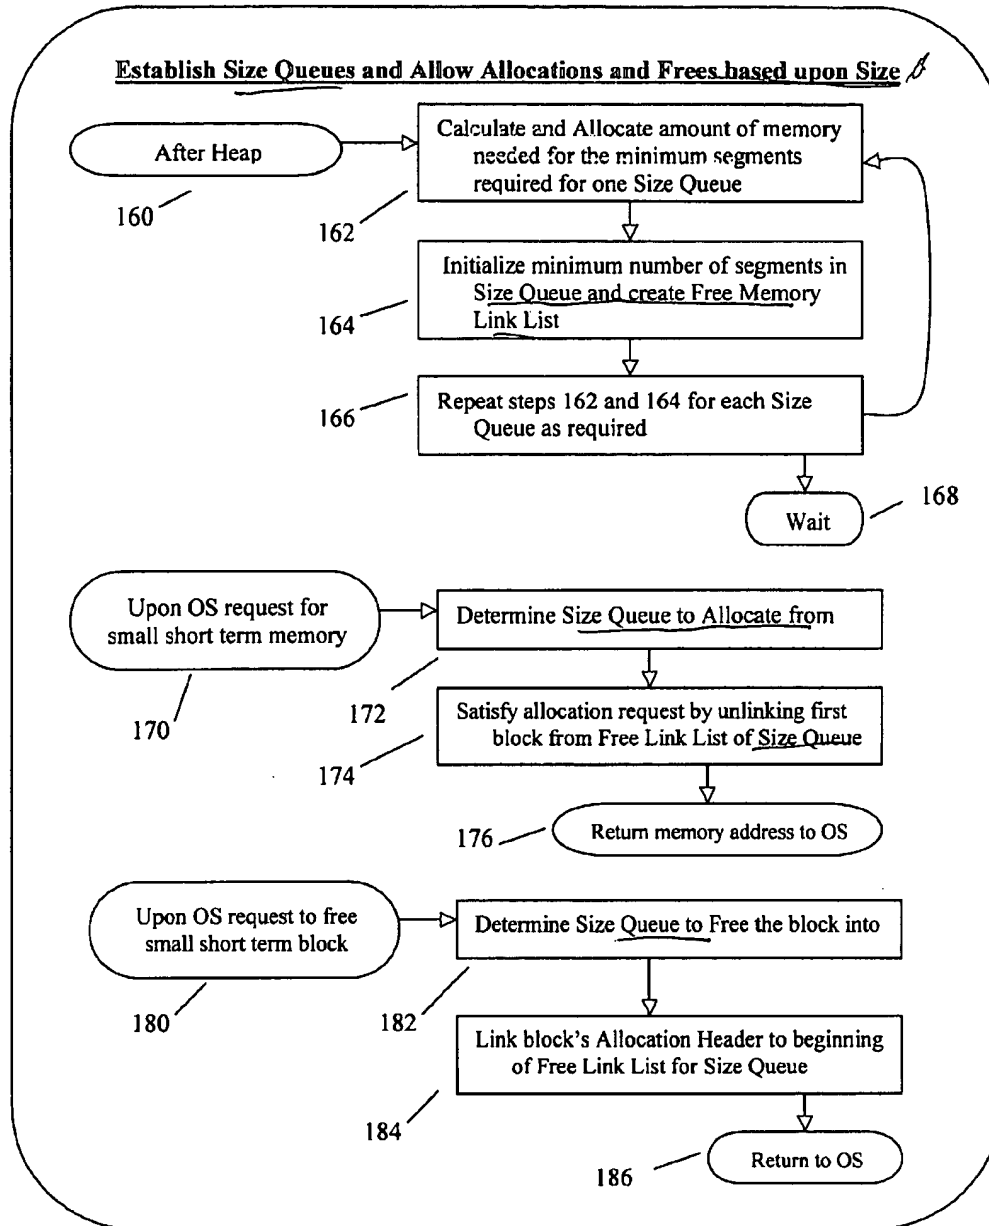 Establish Size Queues and Allow Allocations and Frees based upon Size
After Heap
160
Calculate and Allocate amount of memory
needed for the minimum segments
required for one Size Queue
162
Initialize minimum number of segments in
Size Queue and create Free Memory
Link List
164
Repeat steps 162 and 164 for each Size
Queue as required
166
Wait
168
Upon OS request for
small short term memory
170
Determine Size Queue to Allocate from
172
Satisfy allocation request by unlinking first
block from Free Link List of Size Queue
174
Return memory address to OS
176
Upon OS request to free
small short term block
180
Determine Size Queue to Free the block into
182
Link block's Allocation Header to beginning
of Free Link List for Size Queue
184
Return to OS
186